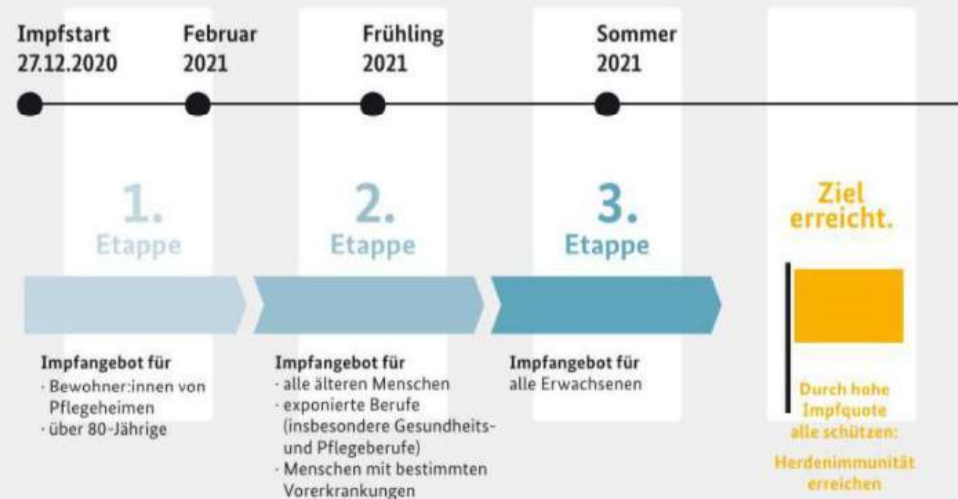 Impfstart
27.12.2020
Februar
2021
Frühling
2021
Sommer
2021
1.
Etappe
2.
Etappe
3.
Etappe
Ziel
erreicht.
Impfangebot für
· Bewohner:innen von
Pflegeheimen
· über 80-Jährige
Impfangebot für
· alle älteren Menschen
· exponierte Berufe
(insbesondere Gesundheits-
und Pflegeberufe)
· Menschen mit bestimmten
Vorerkrankungen
Impfangebot für
alle Erwachsenen
Durch hohe
Impfquote
alle schützen:
Herdenimmunität
erreichen